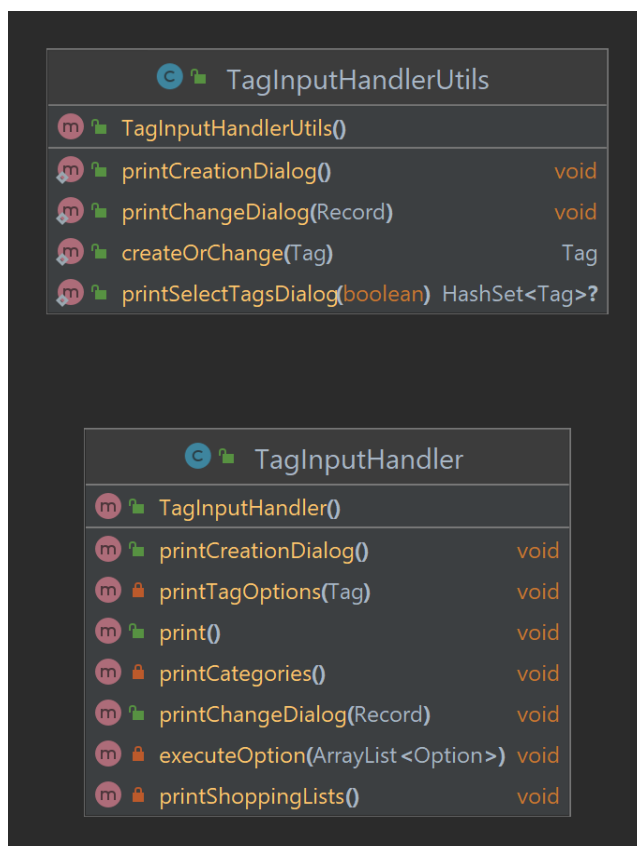 C TagInputHandlerUtils
m TagInputHandlerUtils()
m printCreationDialog() void
m printChangeDialog(Record) void
m createOrChange(Tag) Tag
m printSelectTagsDialog(boolean) HashSet<Tag>?
C TagInputHandler
m TagInputHandler()
m printCreationDialog() void
m printTagOptions(Tag) void
m print() void
m printCategories() void
m printChangeDialog(Record) void
m executeOption(ArrayList<Option>) void
m printShoppingLists() void